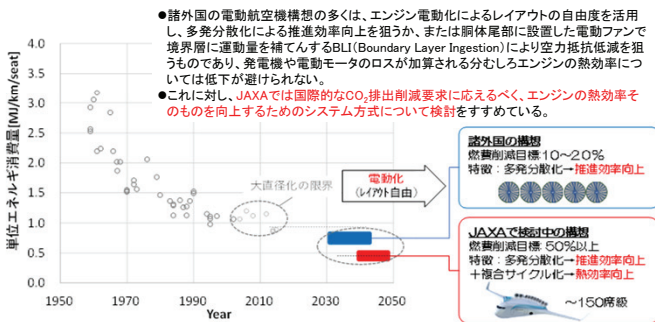 ●諸外国の電動航空機構想の多くは、エンジン電動化によるレイアウトの自由度を活用
し、多発分散化による推進効率向上を狙うか、または胴体尾部に設置した電動ファンで
境界層に運動量を補てんするBLI(Boundary Layer Ingestion)により空力抵抗低減を狙
うものであり、発電機や電動モータのロスが加算される分むしろエンジンの熱効率につ
いては低下が避けられない。
●これに対し、JAXAでは国際的なCO₂排出削減要求に応えるべく、エンジンの熱効率そ
のものを向上するためのシステム方式について検討をすすめている。
単位エネルギ消費量[MJ/km/seat]
4.0
3.5
3.0
2.5
2.0
1.5
1.0
0.5
0.0
1950
1970
1990
2010
2030
2050
Year
大直径化の限界
電動化
(レイアウト自由)
諸外国の構想
燃費削減目標:10～20%
特徴:多発分散化→推進効率向上
JAXAで検討中の構想
燃費削減目標:50%以上
特徴:多発分散化→推進効率向上
+複合サイクル化→熱効率向上
～150席級